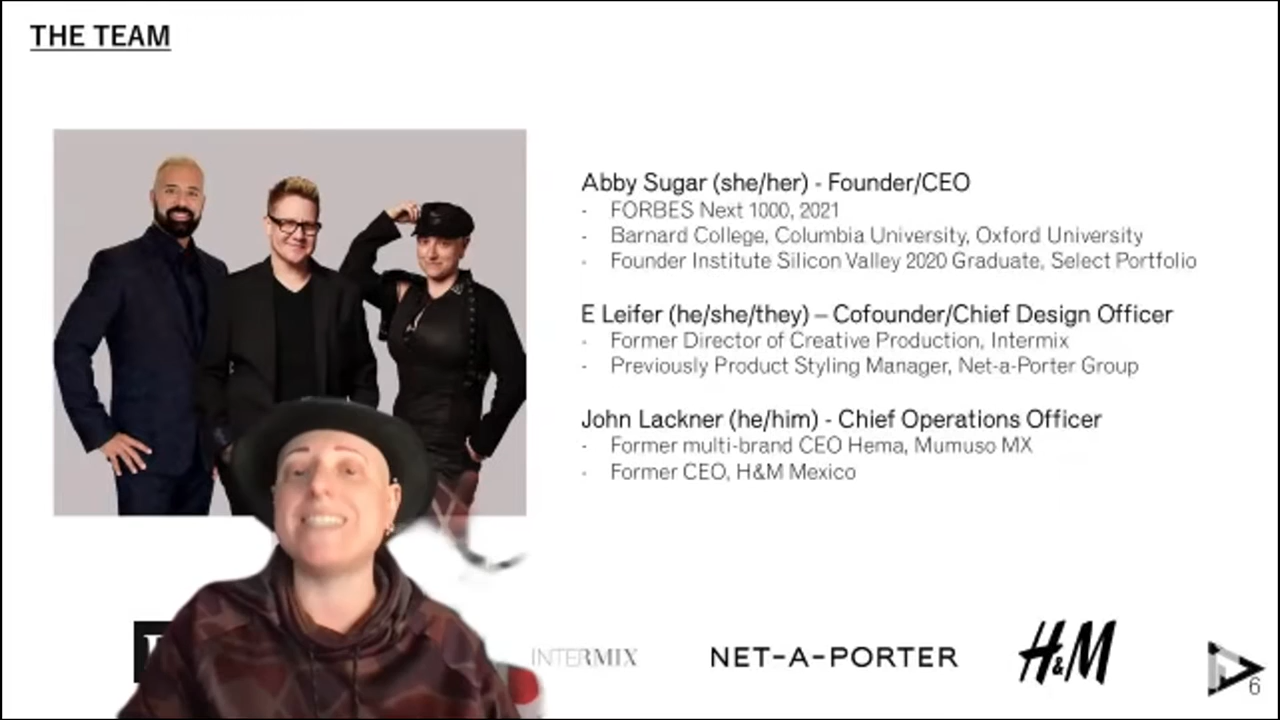 THE TEAM
Abby Sugar (she/her) - Founder/CEO
- FORBES Next 1000, 2021
- Barnard College, Columbia University, Oxford University
- Founder Institute Silicon Valley 2020 Graduate, Select Portfolio
E Leifer (he/she/they) – Cofounder/Chief Design Officer
- Former Director of Creative Production, Intermix
- Previously Product Styling Manager, Net-a-Porter Group
John Lackner (he/him) - Chief Operations Officer
- Former multi-brand CEO Hema, Mumuso MX
- Former CEO, H&M Mexico
INTERMIX
NET-A-PORTER
H&M
6